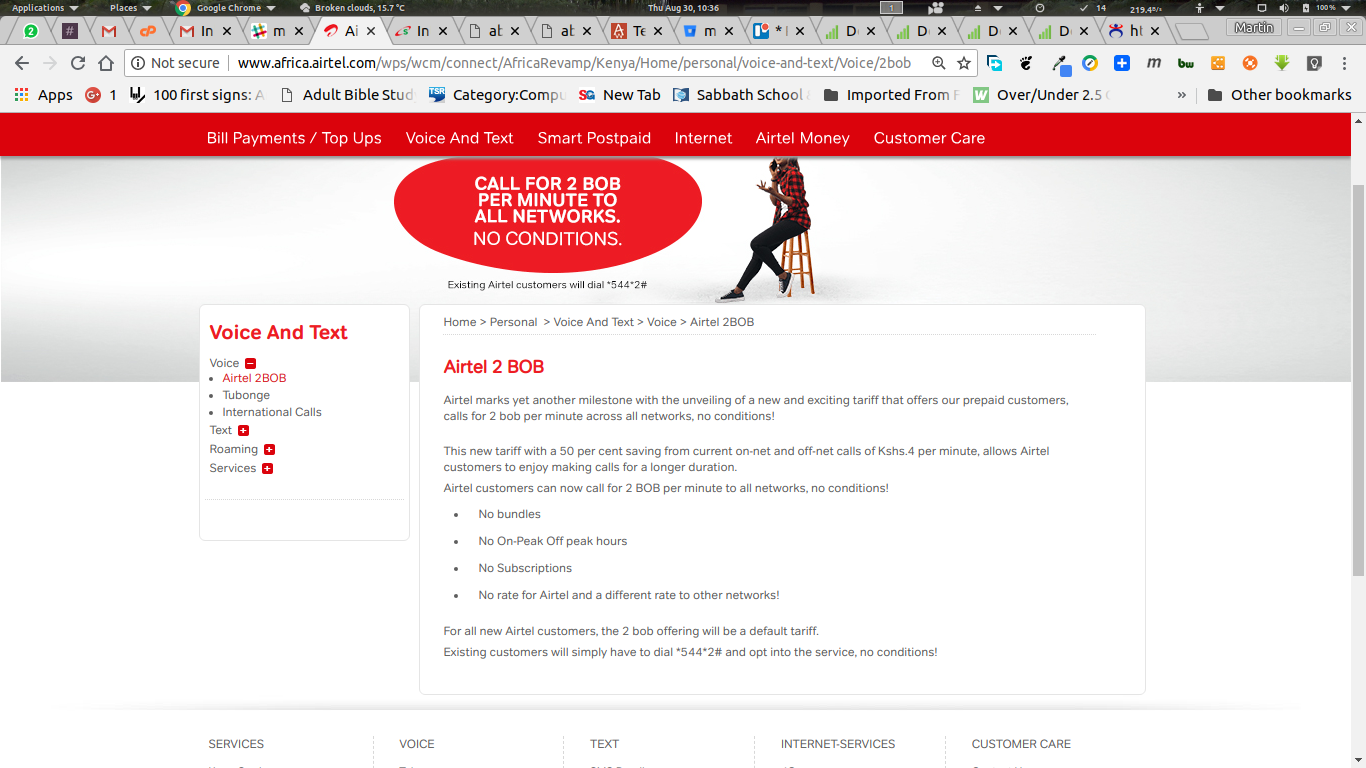 Applications Places Google Chrome Broken clouds, 15.7 °C Thu Aug 30, 10:36 1 14 219.4 100%
2 # In m Ai In ab ab Te m * D D D D ht Martin
Not secure www.africa.airtel.com/wps/wcm/connect/AfricaRevamp/Kenya/Home/personal/voice-and-text/Voice/2bob
Apps 1 100 first signs: A Adult Bible Stud Category:Compu New Tab Sabbath School Imported From F Over/Under 2.5 » Other bookmarks
Bill Payments / Top Ups Voice And Text Smart Postpaid Internet Airtel Money Customer Care
CALL FOR 2 BOB
PER MINUTE TO
ALL NETWORKS.
NO CONDITIONS.
Existing Airtel customers will dial *544*2#
Voice And Text
Voice
Airtel 2BOB
Tubonge
International Calls
Text
Roaming
Services
Home > Personal > Voice And Text > Voice > Airtel 2BOB
Airtel 2 BOB
Airtel marks yet another milestone with the unveiling of a new and exciting tariff that offers our prepaid customers,
calls for 2 bob per minute across all networks, no conditions!
This new tariff with a 50 per cent saving from current on-net and off-net calls of Kshs.4 per minute, allows Airtel
customers to enjoy making calls for a longer duration.
Airtel customers can now call for 2 BOB per minute to all networks, no conditions!
No bundles
No On-Peak Off peak hours
No Subscriptions
No rate for Airtel and a different rate to other networks!
For all new Airtel customers, the 2 bob offering will be a default tariff.
Existing customers will simply have to dial *544*2# and opt into the service, no conditions!
SERVICES VOICE TEXT INTERNET-SERVICES CUSTOMER CARE